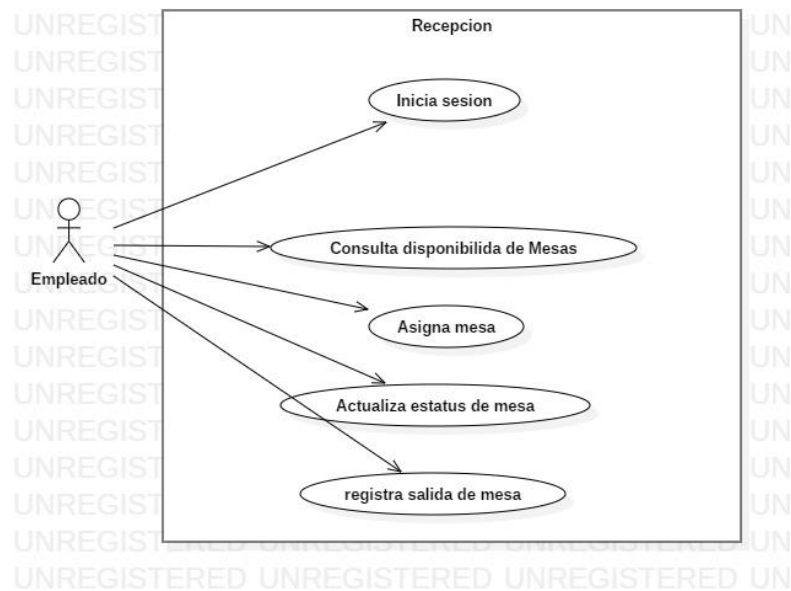 Recepcion
Inicia sesion
Consulta disponibilida de Mesas
Empleado
Asigna mesa
Actualiza estatus de mesa
registra salida de mesa
UNREGISTERED UNREGISTERED UNREGISTERED UN